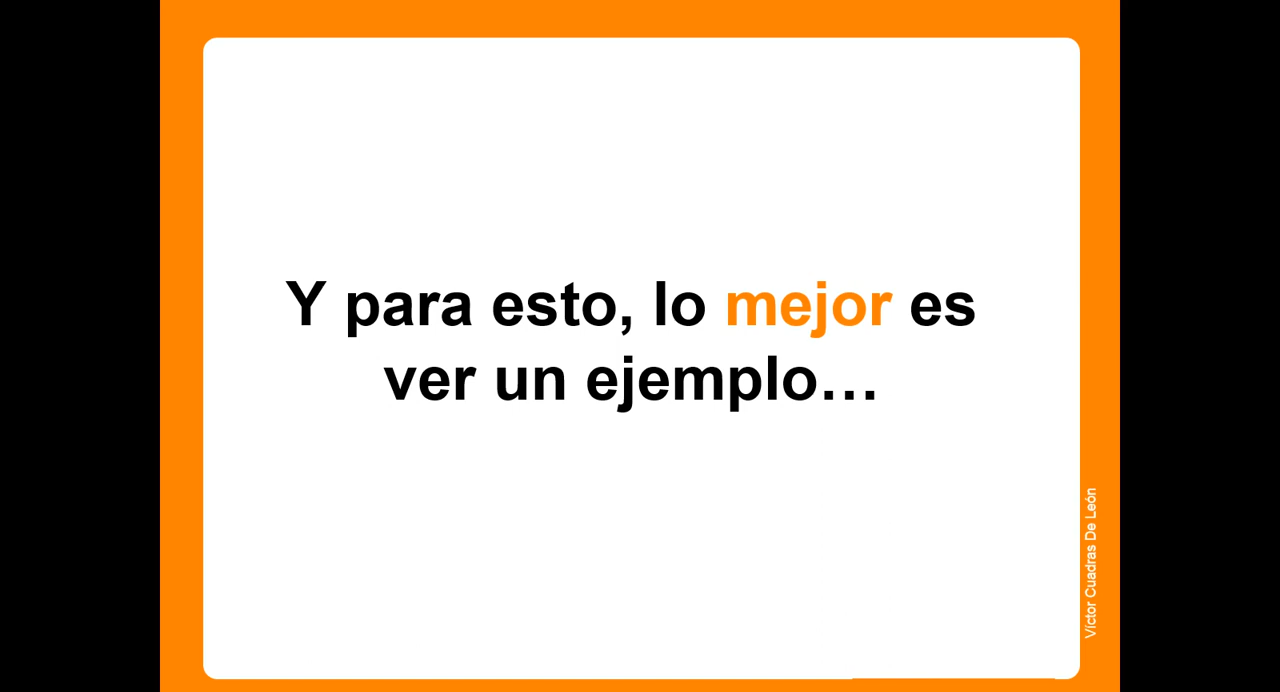 Y para esto, lo mejor es
ver un ejemplo…
Víctor Cuadras De León